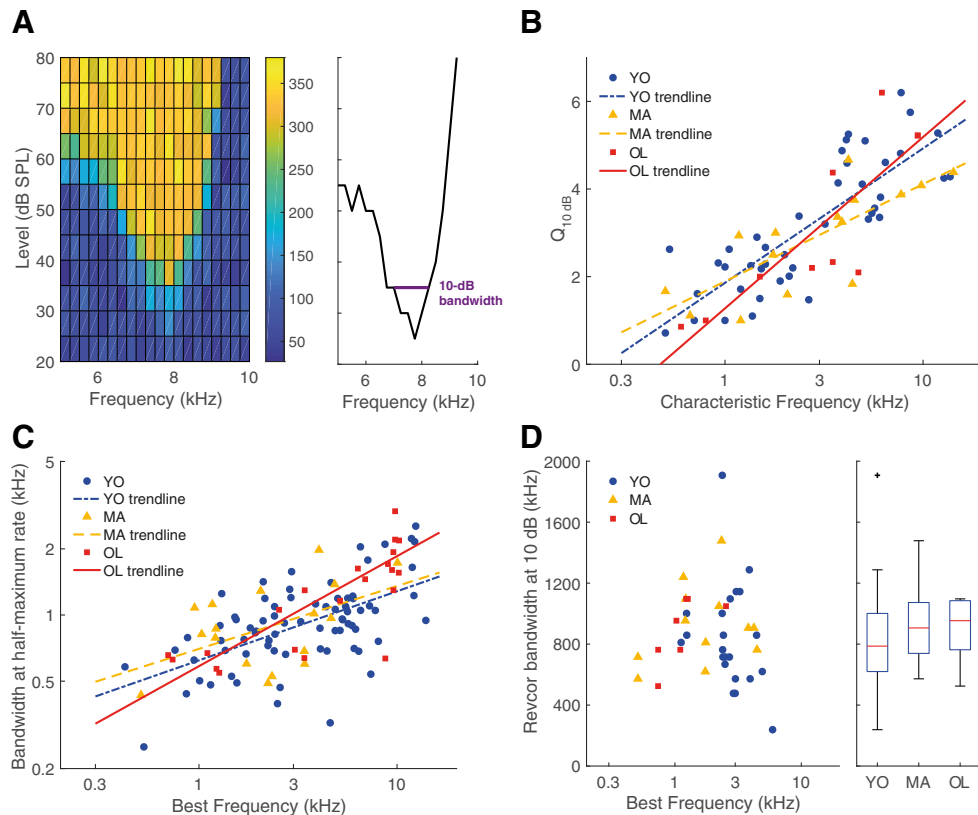 A
80
70
60
50
40
30
20
Level (dB SPL)
6
8
10
Frequency (kHz)
350
300
250
200
150
100
50
10-dB
bandwidth
6
8
10
Frequency (kHz)
B
YO
YO trendline
MA
MA trendline
OL
OL trendline
6
4
2
0
Q10 dB
0.3
1
3
10
Characteristic Frequency (kHz)
C
YO
YO trendline
MA
MA trendline
OL
OL trendline
5
2
1
0.5
0.2
Bandwidth at half-maximum rate (kHz)
0.3
1
3
10
Best Frequency (kHz)
D
YO
MA
OL
2000
1600
1200
800
400
0
Revcor bandwidth at 10 dB (kHz)
0.3
1
3
10
Best Frequency (kHz)
YO
MA
OL